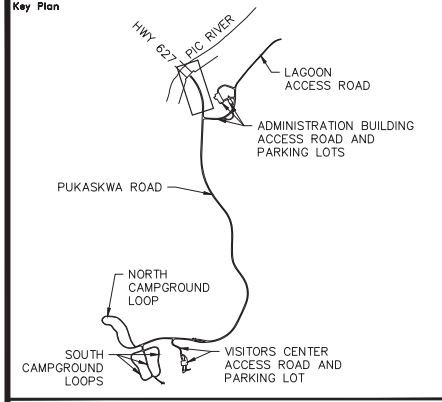 Key Plan
HWY 627
PIC RIVER
LAGOON
ACCESS ROAD
ADMINISTRATION BUILDING
ACCESS ROAD AND
PARKING LOTS
PUKASKWA ROAD
NORTH
CAMPGROUND
LOOP
SOUTH
CAMPGROUND
LOOPS
VISITORS CENTER
ACCESS ROAD AND
PARKING LOT